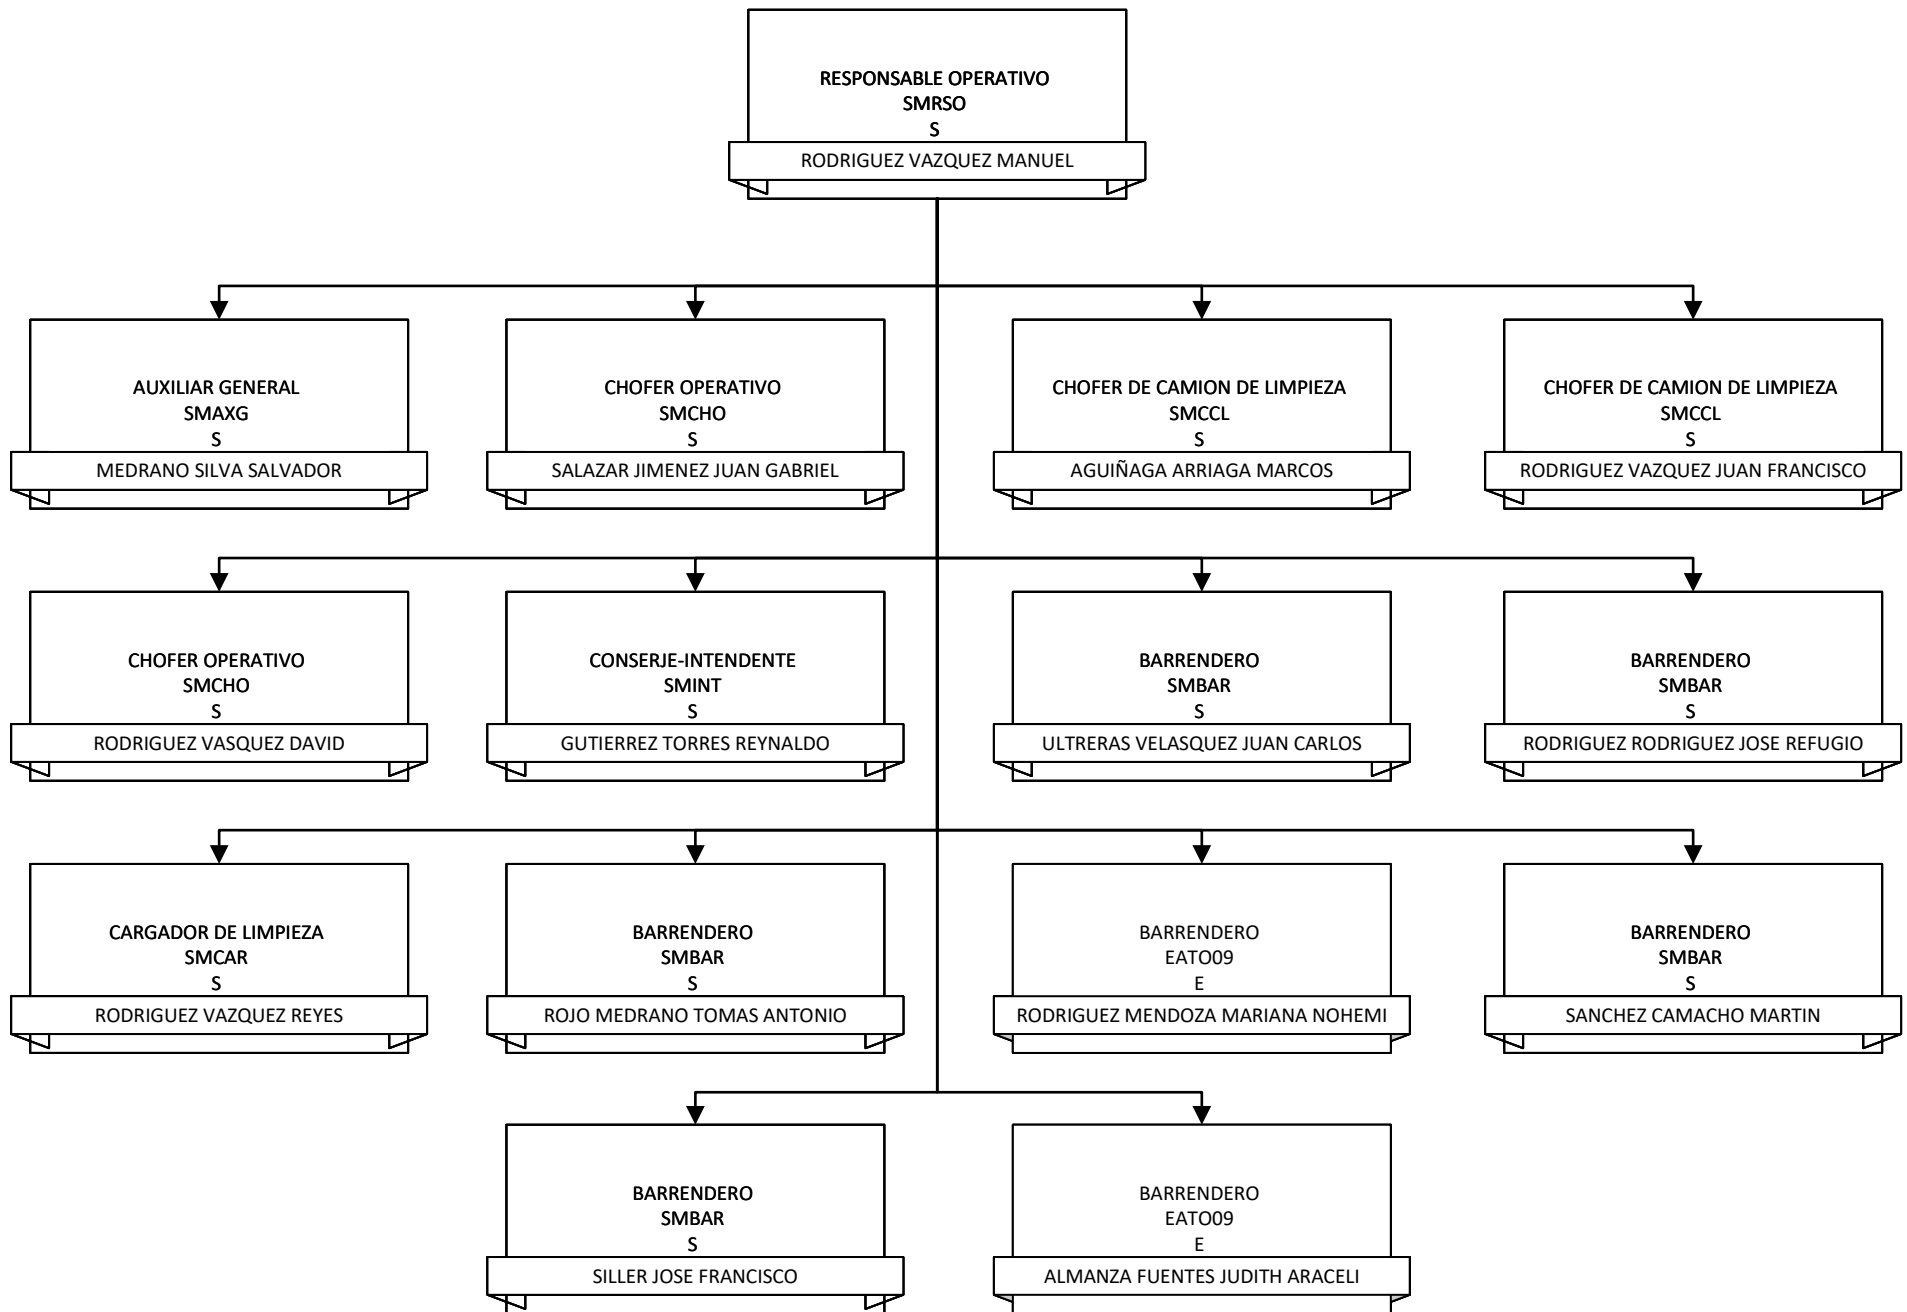 RESPONSABLE OPERATIVO
SMRSO
S
RODRIGUEZ VAZQUEZ MANUEL
AUXILIAR GENERAL
SMAXG
S
MEDRANO SILVA SALVADOR
CHOFER OPERATIVO
SMCHO
S
SALAZAR JIMENEZ JUAN GABRIEL
CHOFER DE CAMION DE LIMPIEZA
SMCCL
S
AGUIÑAGA ARRIAGA MARCOS
CHOFER DE CAMION DE LIMPIEZA
SMCCL
S
RODRIGUEZ VAZQUEZ JUAN FRANCISCO
CHOFER OPERATIVO
SMCHO
S
RODRIGUEZ VASQUEZ DAVID
CONSERJE-INTENDENTE
SMINT
S
GUTIERREZ TORRES REYNALDO
BARRENDERO
SMBAR
S
ULTRERAS VELASQUEZ JUAN CARLOS
BARRENDERO
SMBAR
S
RODRIGUEZ RODRIGUEZ JOSE REFUGIO
CARGADOR DE LIMPIEZA
SMCAR
S
RODRIGUEZ VAZQUEZ REYES
BARRENDERO
SMBAR
S
ROJO MEDRANO TOMAS ANTONIO
BARRENDERO
EATO09
E
RODRIGUEZ MENDOZA MARIANA NOHEMI
BARRENDERO
SMBAR
S
SANCHEZ CAMACHO MARTIN
BARRENDERO
SMBAR
S
SILLER JOSE FRANCISCO
BARRENDERO
EATO09
E
ALMANZA FUENTES JUDITH ARACELI